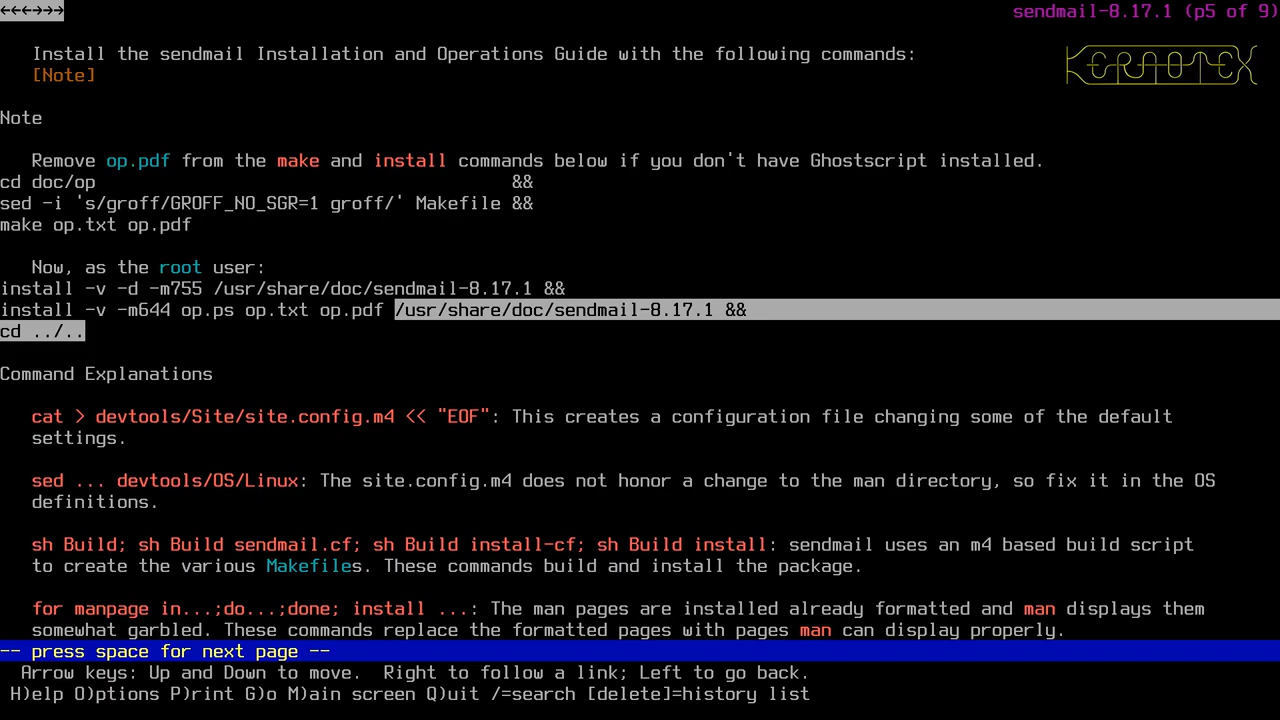 ←←←→→→
sendmail-8.17.1 (p5 of 9)
Install the sendmail Installation and Operations Guide with the following commands:
[Note]
KERNOTEX
Note
Remove op.pdf from the make and install commands below if you don't have Ghostscript installed.
cd doc/op &&
sed -i 's/groff/GROFF_NO_SGR=1 groff/' Makefile &&
make op.txt op.pdf
Now, as the root user:
install -v -d -m755 /usr/share/doc/sendmail-8.17.1 &&
install -v -m644 op.ps op.txt op.pdf /usr/share/doc/sendmail-8.17.1 &&
cd ../..
Command Explanations
cat > devtools/Site/site.config.m4 << "EOF": This creates a configuration file changing some of the default
settings.
sed ... devtools/OS/Linux: The site.config.m4 does not honor a change to the man directory, so fix it in the OS
definitions.
sh Build; sh Build sendmail.cf; sh Build install-cf; sh Build install: sendmail uses an m4 based build script
to create the various Makefiles. These commands build and install the package.
for manpage in...;do...;done; install ...: The man pages are installed already formatted and man displays them
somewhat garbled. These commands replace the formatted pages with pages man can display properly.
-- press space for next page --
Arrow keys: Up and Down to move. Right to follow a link; Left to go back.
H)elp O)ptions P)rint G)o M)ain screen Q)uit /=search [delete]=history list